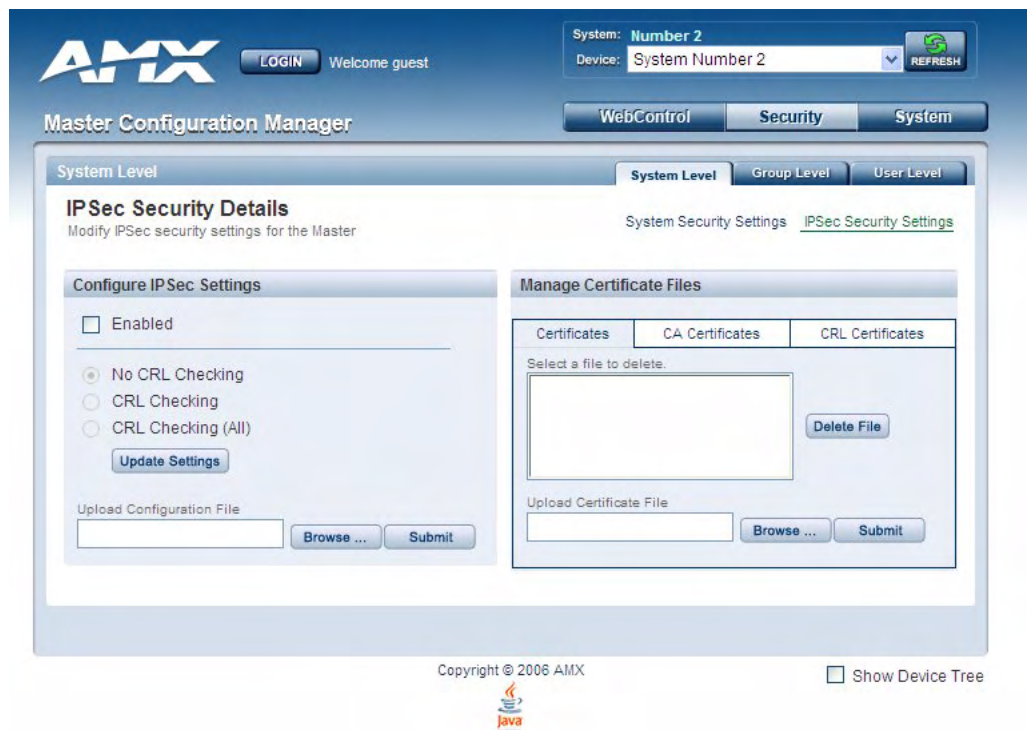 AMX
LOGIN Welcome guest
System: Number 2
Device: System Number 2
REFRESH
Master Configuration Manager
WebControl Security System
System Level
System Level Group Level User Level
IPSec Security Details
Modify IPSec security settings for the Master
System Security Settings IPSec Security Settings
Configure IPSec Settings
Enabled
No CRL Checking
CRL Checking
CRL Checking (All)
Update Settings
Upload Configuration File
Browse ... Submit
Manage Certificate Files
Certificates CA Certificates CRL Certificates
Select a file to delete.
Delete File
Upload Certificate File
Browse ... Submit
Copyright © 2006 AMX
Java
Show Device Tree